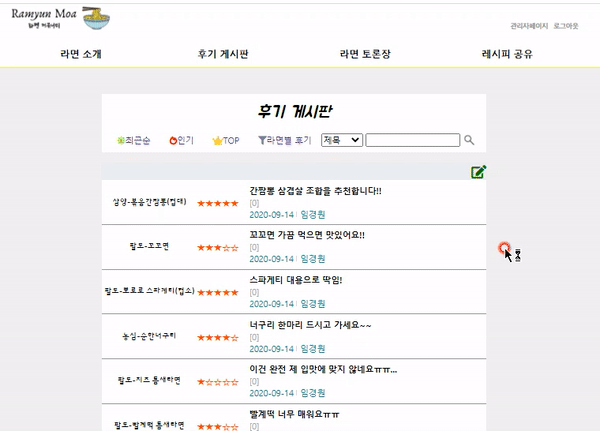 Ramyun Moa
라면 커뮤니티
관리자페이지 로그아웃
라면 소개 후기 게시판 라면 토론장 레시피 공유
후기 게시판
최근순 인기 TOP 라면별 후기 제목
삼양-볶음간짬뽕(컵대) ★★★★★ 간짬뽕 삼겹살 조합을 추천합니다!!
[0]
2020-09-14 | 임경원
팔도-꼬꼬면 ★★★☆☆ 꼬꼬면 가끔 먹으면 맛있어요!!
[0]
2020-09-14 | 임경원
팔도-뽀로로 스파게티(컵소) ★★★★★ 스파게티 대용으로 딱임!
[0]
2020-09-14 | 임경원
농심-순한너구리 ★★★★☆ 너구리 한마리 드시고 가세요~~
[0]
2020-09-14 | 임경원
팔도-치즈 틈새라면 ★☆☆☆☆ 이건 완전 제 입맛에 맞지 않네요ㅠㅠ...
[0]
2020-09-14 | 임경원
팔도-빨계떡 틈새라면 ★★★☆☆ 빨계떡 너무 매워요ㅠㅠ
[0]